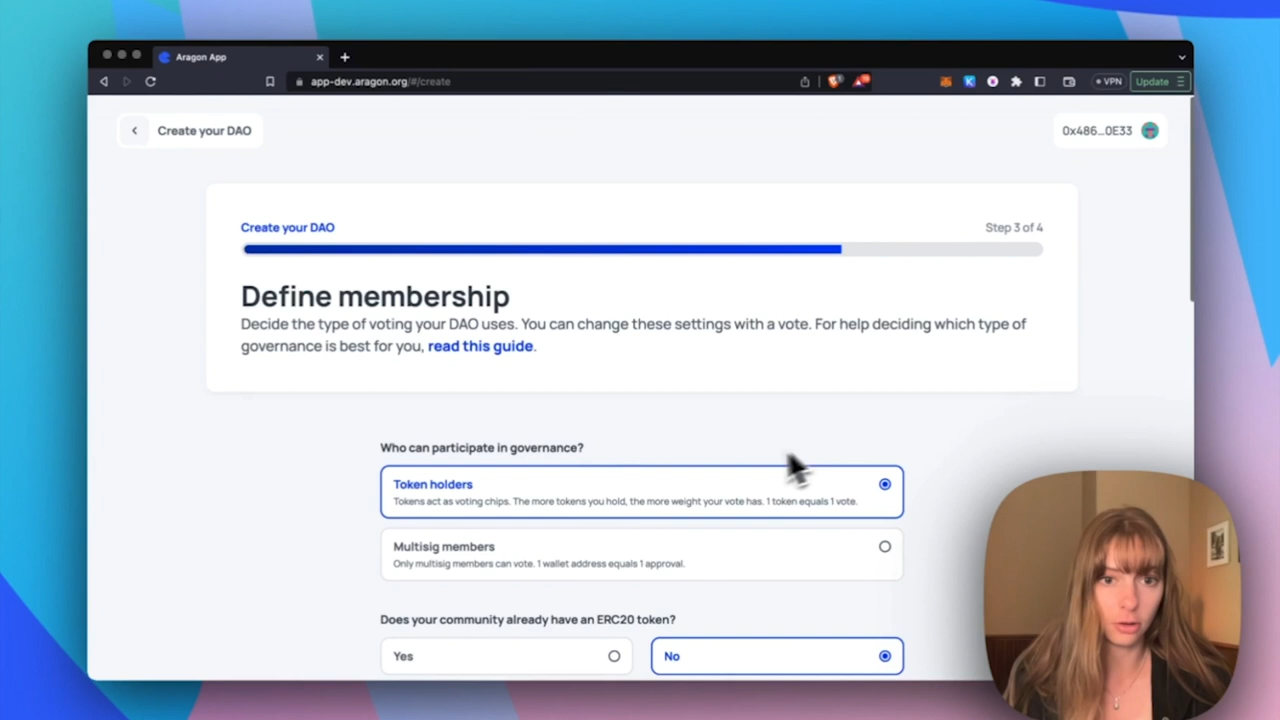 Aragon App
app-dev.aragon.org/#/create
VPN
Update
Create your DAO
0x486...0E33
Create your DAO
Step 3 of 4
Define membership
Decide the type of voting your DAO uses. You can change these settings with a vote. For help deciding which type of
governance is best for you, read this guide.
Who can participate in governance?
Token holders
Tokens act as voting chips. The more tokens you hold, the more weight your vote has. 1 token equals 1 vote.
Multisig members
Only multisig members can vote. 1 wallet address equals 1 approval.
Does your community already have an ERC20 token?
Yes
No